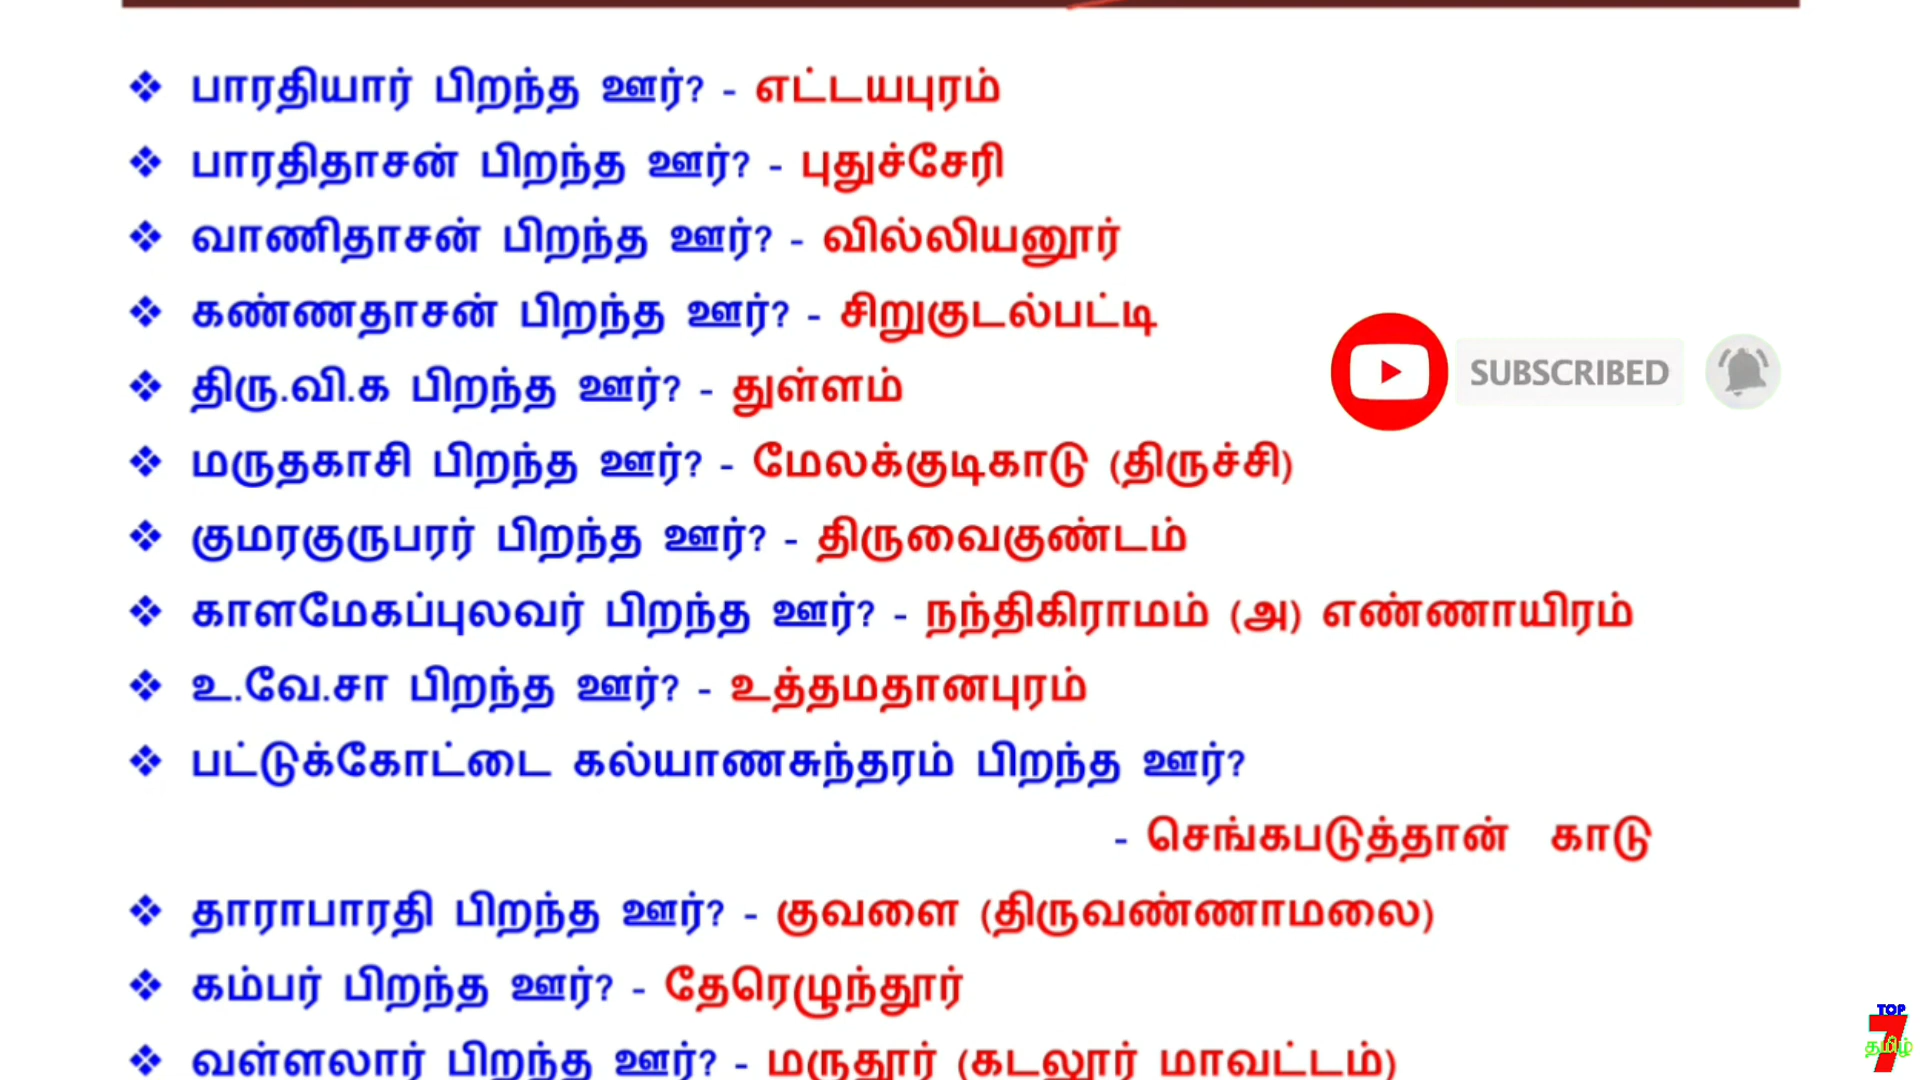 ❖ பாரதியார் பிறந்த ஊர்? - எட்டயபுரம்
❖ பாரதிதாசன் பிறந்த ஊர்? - புதுச்சேரி
❖ வாணிதாசன் பிறந்த ஊர்? - வில்லியனூர்
❖ கண்ணதாசன் பிறந்த ஊர்? - சிறுகுடல்பட்டி
SUBSCRIBED
❖ திரு.வி.க பிறந்த ஊர்? - துள்ளம்
❖ மருதகாசி பிறந்த ஊர்? - மேலக்குடிகாடு (திருச்சி)
❖ குமரகுருபரர் பிறந்த ஊர்? - திருவைகுண்டம்
❖ காளமேகப்புலவர் பிறந்த ஊர்? - நந்திகிராமம் (அ) எண்ணாயிரம்
❖ உ.வே.சா பிறந்த ஊர்? - உத்தமதானபுரம்
❖ பட்டுக்கோட்டை கல்யாணசுந்தரம் பிறந்த ஊர்?
- செங்கபடுத்தான் காடு
❖ தாராபாரதி பிறந்த ஊர்? - குவளை (திருவண்ணாமலை)
❖ கம்பர் பிறந்த ஊர்? - தேரெழுந்தூர்
❖ வள்ளலார் பிறந்த ஊர்? - மருதூர் (கடலூர் மாவட்டம்)
TOP
7
தமிழ்